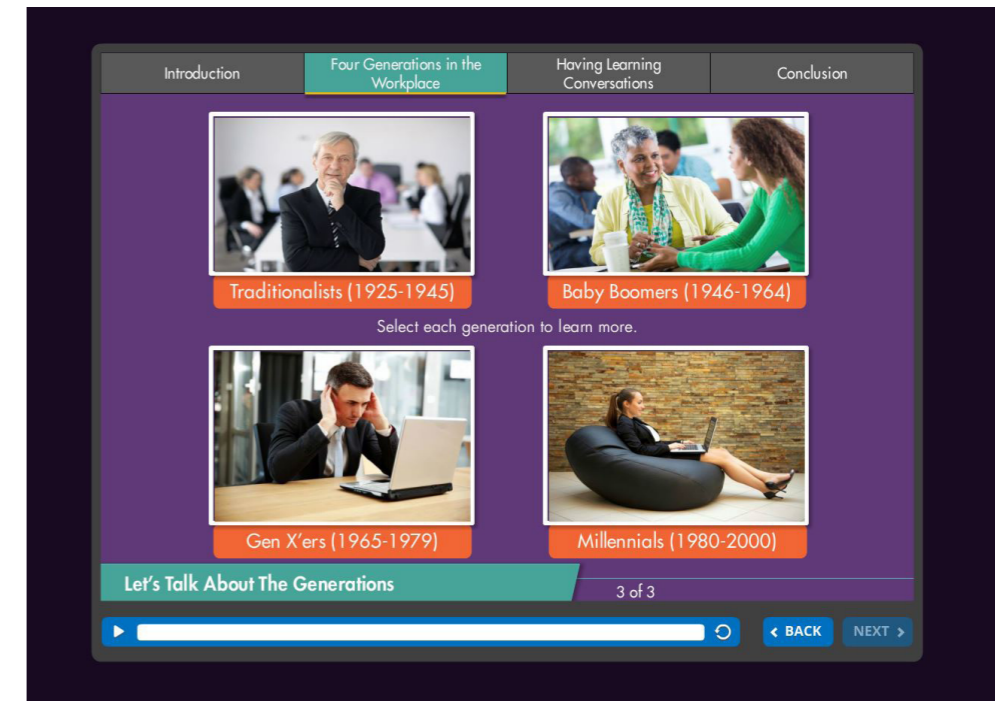 Introduction
Four Generations in the
Workplace
Having Learning
Conversations
Conclusion
Traditionalists (1925-1945)
Baby Boomers (1946-1964)
Select each generation to learn more.
Gen X'ers (1965-1979)
Millennials (1980-2000)
Let's Talk About The Generations
3 of 3
BACK
NEXT